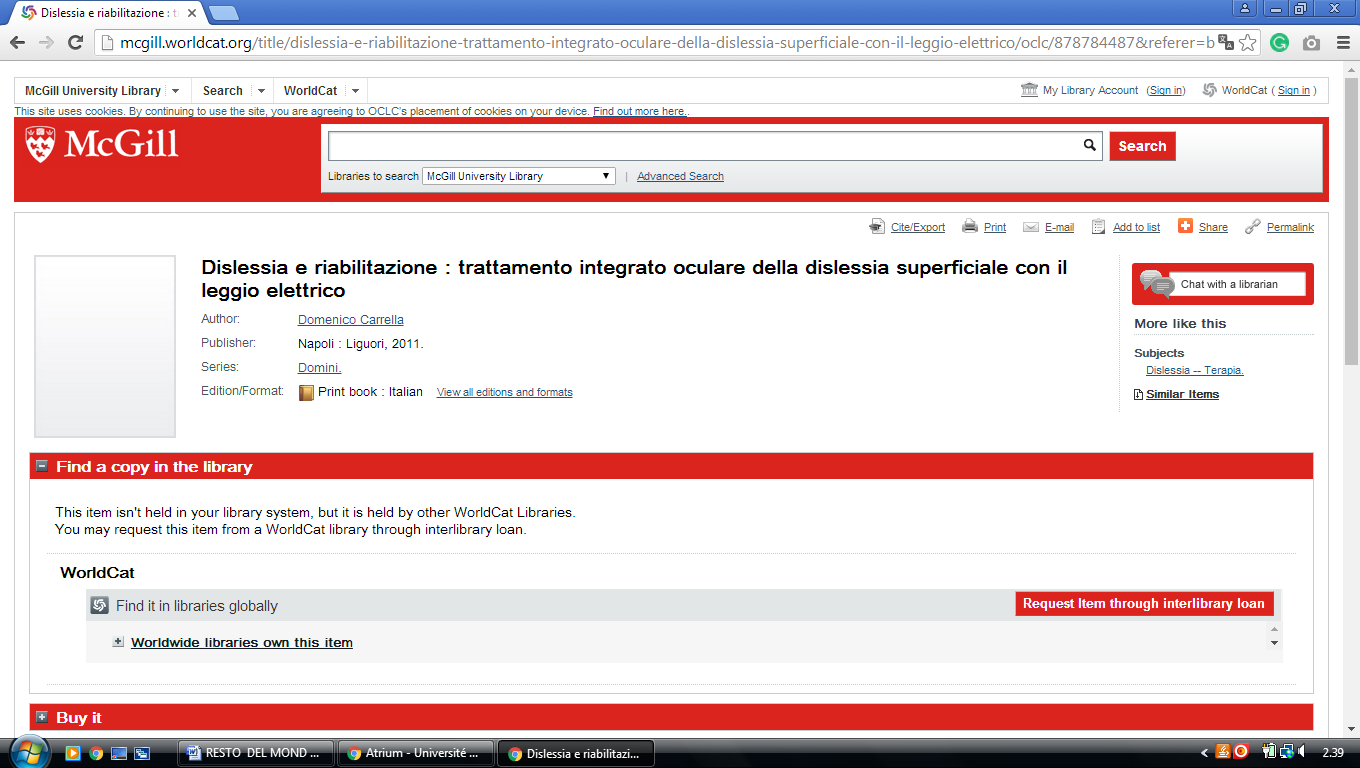 Dislessia e riabilitazione : t
mcgill.worldcat.org/title/dislessia-e-riabilitazione-trattamento-integrato-oculare-della-dislessia-superficiale-con-il-leggio-elettrico/oclc/878784487&referer=b
McGill University Library Search WorldCat My Library Account (Sign in) WorldCat ( Sign in )
This site uses cookies. By continuing to use the site, you are agreeing to OCLC's placement of cookies on your device. Find out more here..
McGill
Search
Libraries to search McGill University Library | Advanced Search
Cite/Export Print E-mail Add to list Share Permalink
Dislessia e riabilitazione : trattamento integrato oculare della dislessia superficiale con il
leggio elettrico
Author: Domenico Carrella
Publisher: Napoli : Liguori, 2011.
Series: Domini.
Edition/Format: Print book : Italian View all editions and formats
Chat with a librarian
More like this
Subjects
Dislessia -- Terapia.
Similar Items
Find a copy in the library
This item isn't held in your library system, but it is held by other WorldCat Libraries.
You may request this item from a WorldCat library through interlibrary loan.
WorldCat
Find it in libraries globally Request Item through interlibrary loan
Worldwide libraries own this item
Buy it
RESTO DEL MOND ... Atrium - Université ... Dislessia e riabilitazi... 2.39